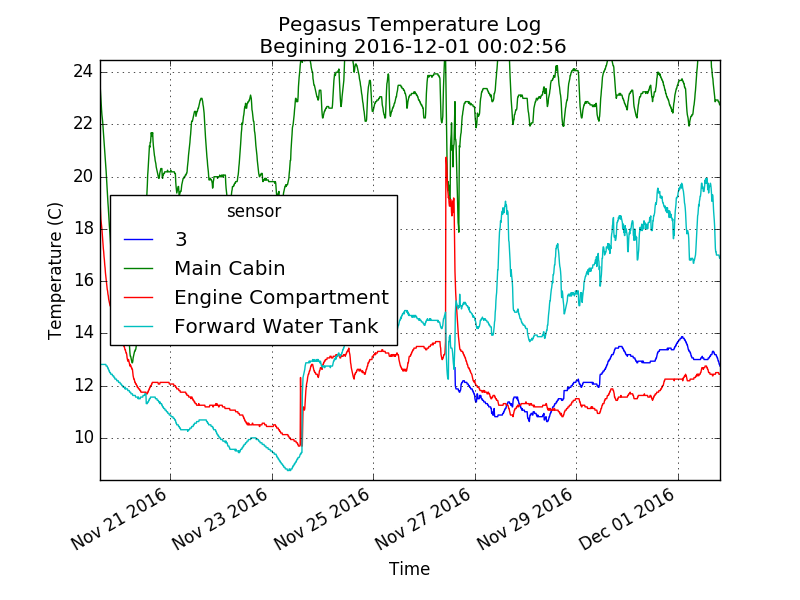 Pegasus Temperature Log
Begining 2016-12-01 00:02:56
24
22
20
18
16
14
12
10
Temperature (C)
sensor
3
Main Cabin
Engine Compartment
Forward Water Tank
Nov 21 2016
Nov 23 2016
Nov 25 2016
Nov 27 2016
Nov 29 2016
Dec 01 2016
Time